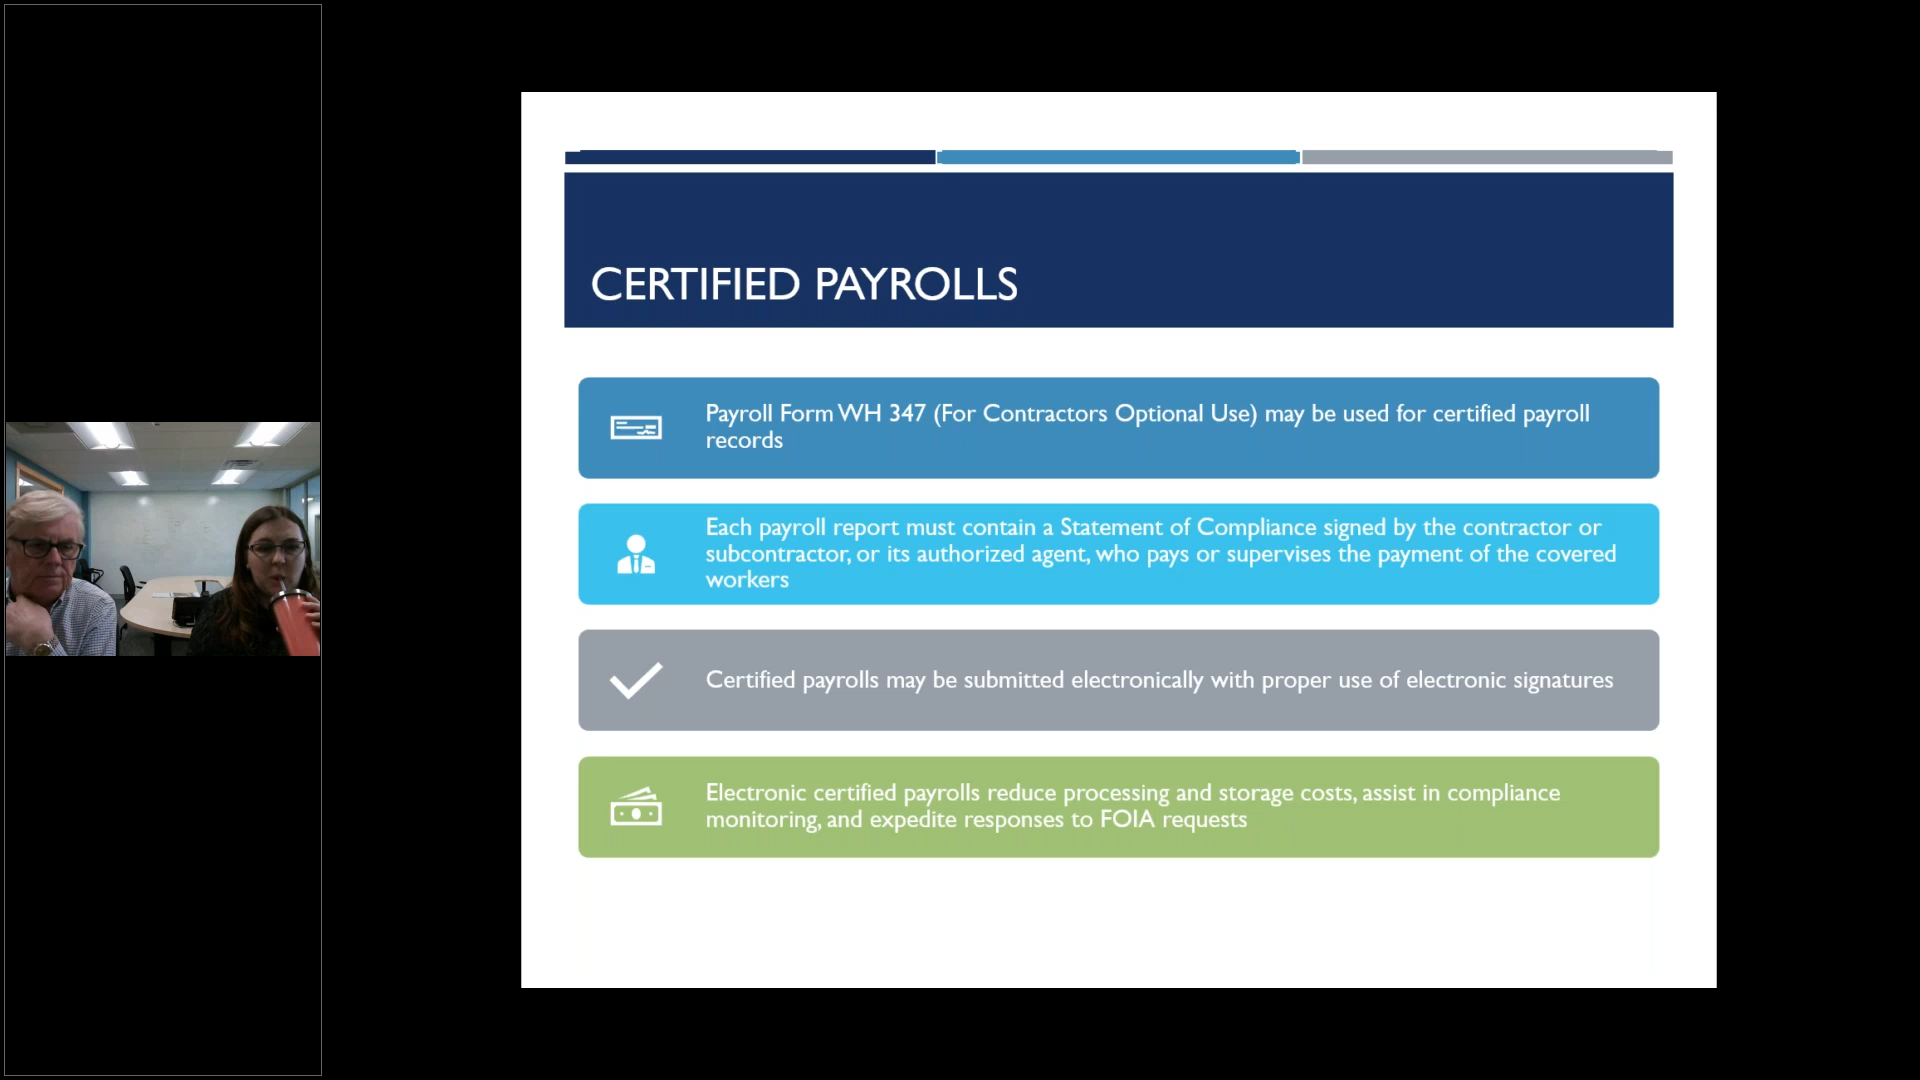 CERTIFIED PAYROLLS
Payroll Form WH 347 (For Contractors Optional Use) may be used for certified payroll
records
Each payroll report must contain a Statement of Compliance signed by the contractor or
subcontractor, or its authorized agent, who pays or supervises the payment of the covered
workers
Certified payrolls may be submitted electronically with proper use of electronic signatures
Electronic certified payrolls reduce processing and storage costs, assist in compliance
monitoring, and expedite responses to FOIA requests